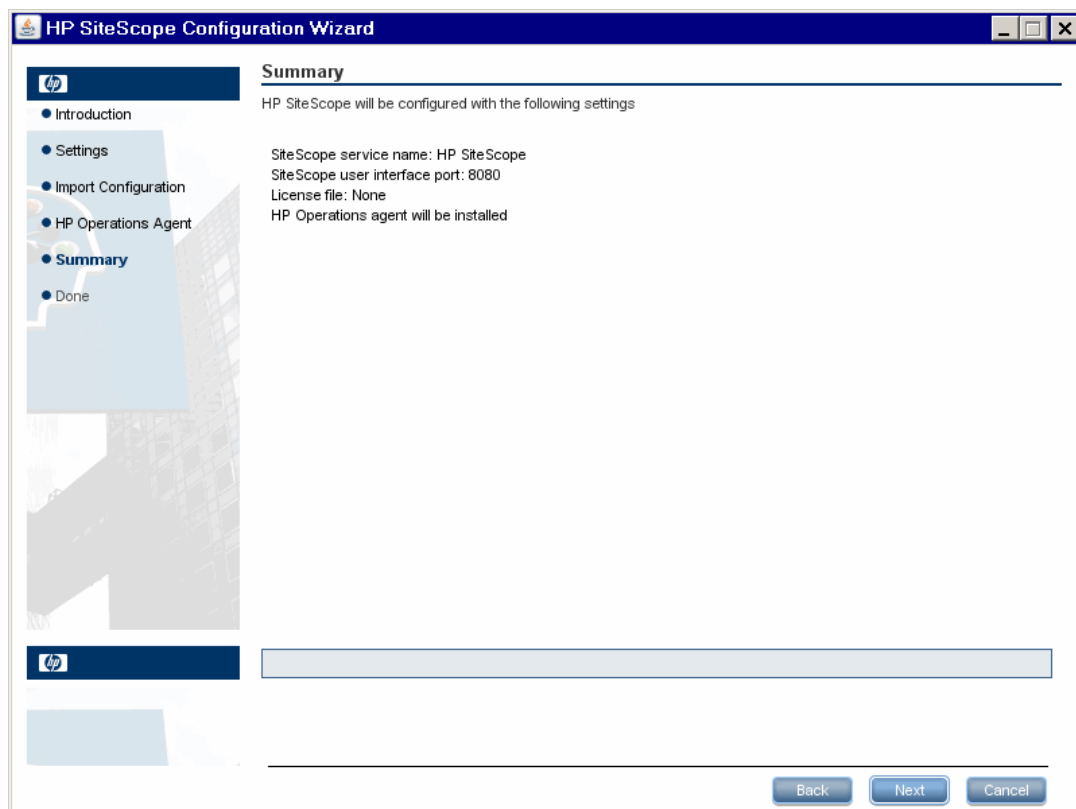 HP SiteScope Configuration Wizard
hp
Introduction
Settings
Import Configuration
HP Operations Agent
Summary
Done
Summary
HP SiteScope will be configured with the following settings
SiteScope service name: HP SiteScope
SiteScope user interface port: 8080
License file: None
HP Operations agent will be installed
hp
Back
Next
Cancel